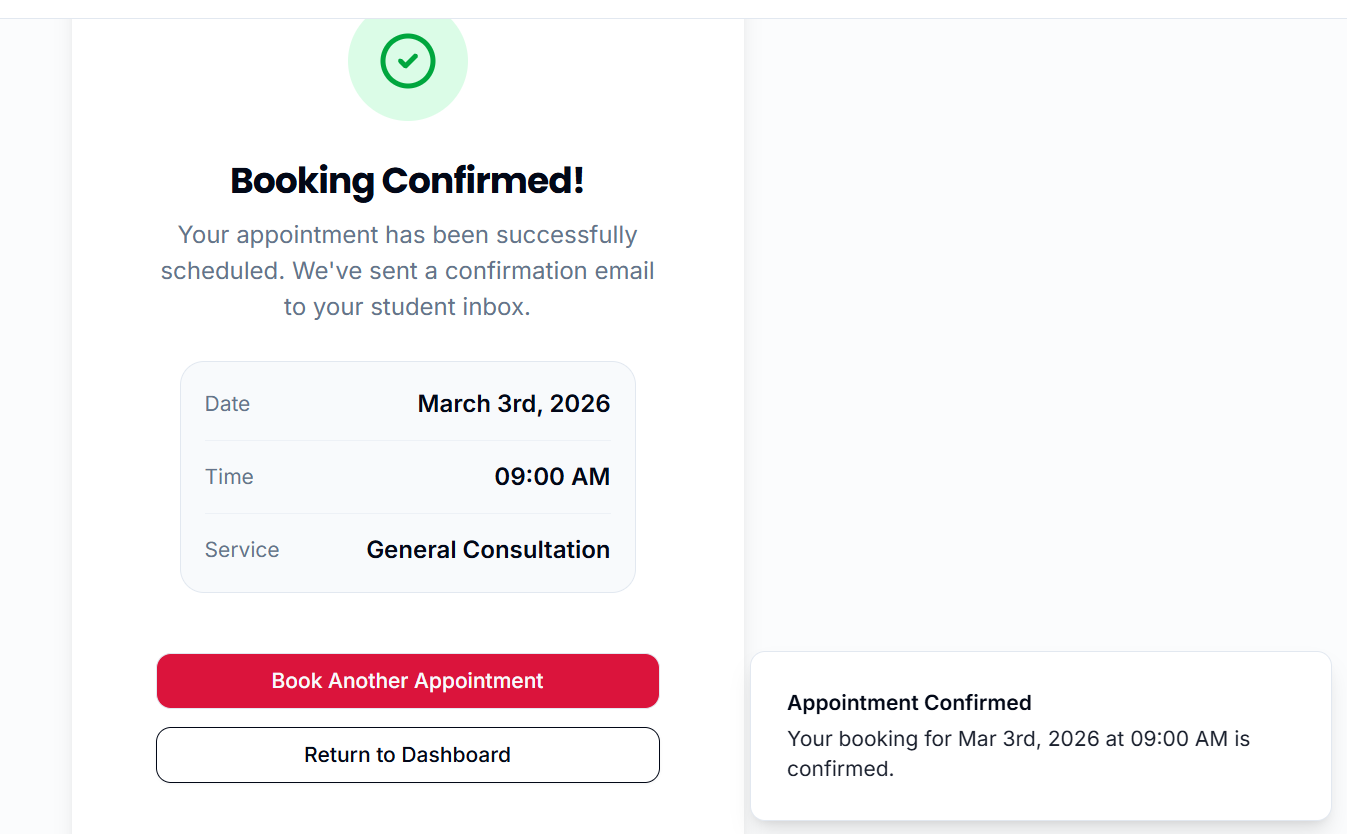 Booking Confirmed!
Your appointment has been successfully
scheduled. We've sent a confirmation email
to your student inbox.
Date March 3rd, 2026
Time 09:00 AM
Service General Consultation
Book Another Appointment
Return to Dashboard
Appointment Confirmed
Your booking for Mar 3rd, 2026 at 09:00 AM is
confirmed.